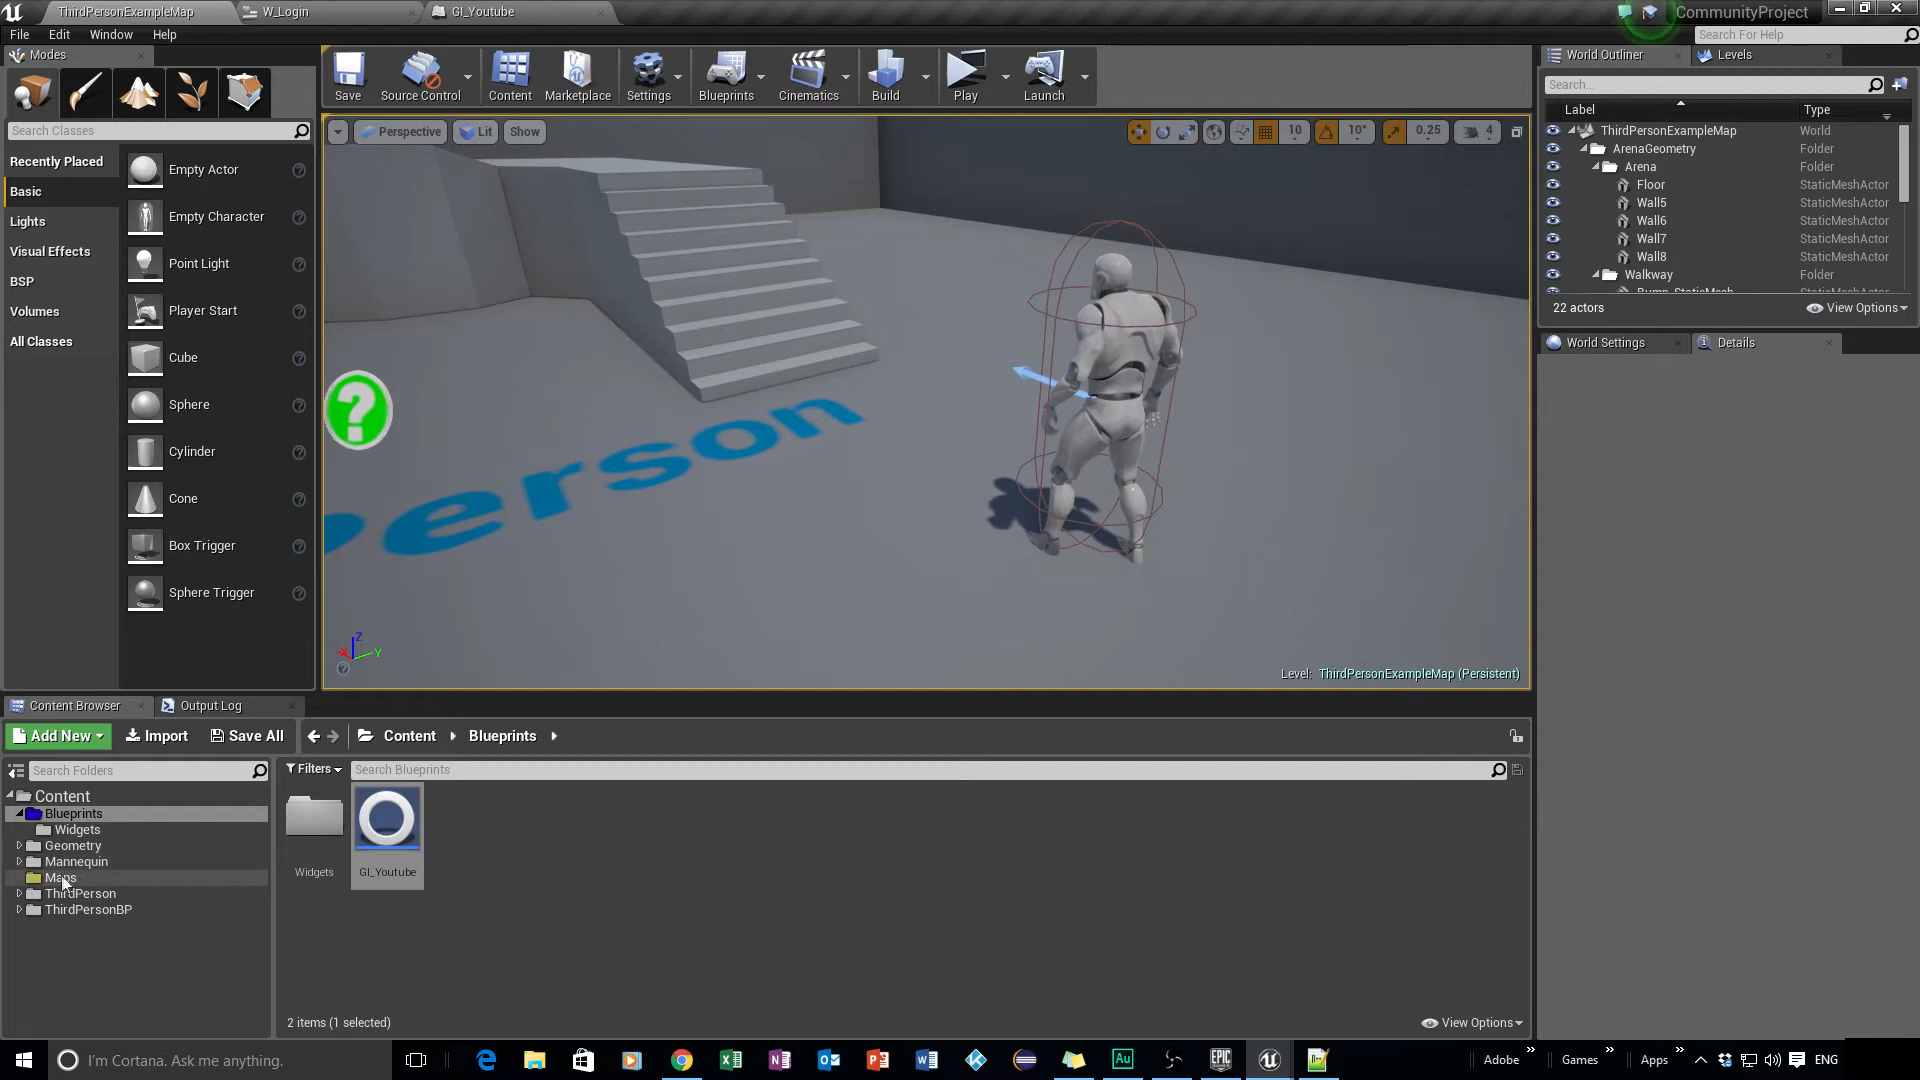 ThirdPersonExampleMap
W_Login
GI_Youtube
CommunityProject
File Edit Window Help
Search For Help
Modes
Save
Source Control
Content
Marketplace
Settings
Blueprints
Cinematics
Build
Play
Launch
World Outliner
Levels
Search...
Label
Type
Search Classes
Perspective
Lit
Show
10
10°
0.25
4
Recently Placed
Basic
Lights
Visual Effects
BSP
Volumes
All Classes
Empty Actor
Empty Character
Point Light
Player Start
Cube
Sphere
Cylinder
Cone
Box Trigger
Sphere Trigger
ThirdPersonExampleMap World
ArenaGeometry Folder
Arena Folder
Floor StaticMeshActor
Wall5 StaticMeshActor
Wall6 StaticMeshActor
Wall7 StaticMeshActor
Wall8 StaticMeshActor
Walkway Folder
Bump_StaticMesh StaticMeshActor
22 actors
View Options
World Settings
Details
?
Person
Z
X
Y
Level: ThirdPersonExampleMap (Persistent)
Content Browser
Output Log
Add New
Import
Save All
Content
Blueprints
Search Folders
Filters
Search Blueprints
Content
Blueprints
Widgets
Geometry
Mannequin
Maps
ThirdPerson
ThirdPersonBP
Widgets
GI_Youtube
2 items (1 selected)
View Options
I'm Cortana. Ask me anything.
Adobe
Games
Apps
ENG